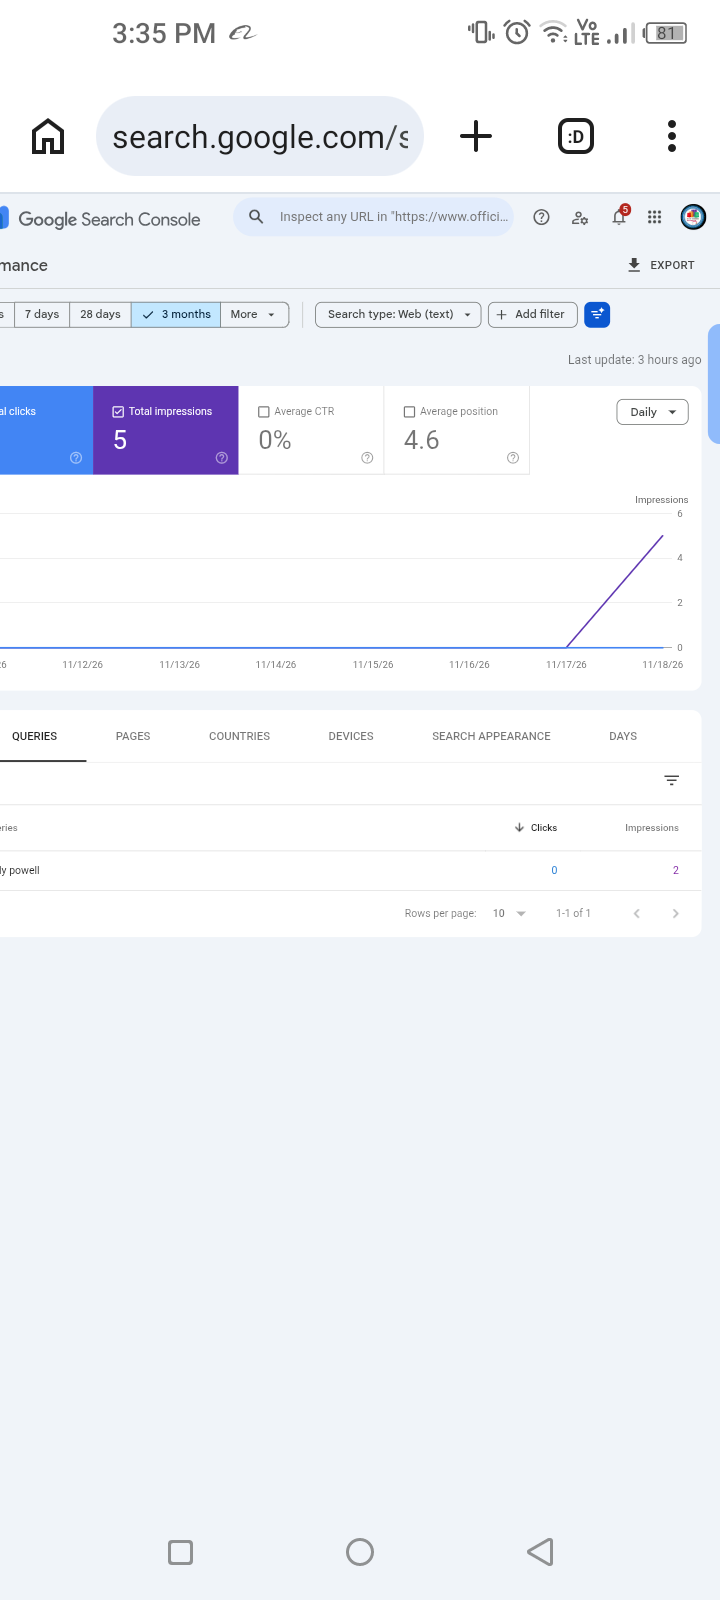 3:35 PM
Vo
LTE
81
search.google.com/s
:D
Google Search Console
Inspect any URL in "https://www.offici...
5
mance
EXPORT
s
7 days
28 days
3 months
More
Search type: Web (text)
Add filter
Last update: 3 hours ago
al clicks
Total impressions
5
Average CTR
0%
Average position
4.6
Daily
Impressions
6
4
2
0
26
11/12/26
11/13/26
11/14/26
11/15/26
11/16/26
11/17/26
11/18/26
QUERIES
PAGES
COUNTRIES
DEVICES
SEARCH APPEARANCE
DAYS
eries
Clicks
Impressions
ly powell
0
2
Rows per page:
10
1-1 of 1